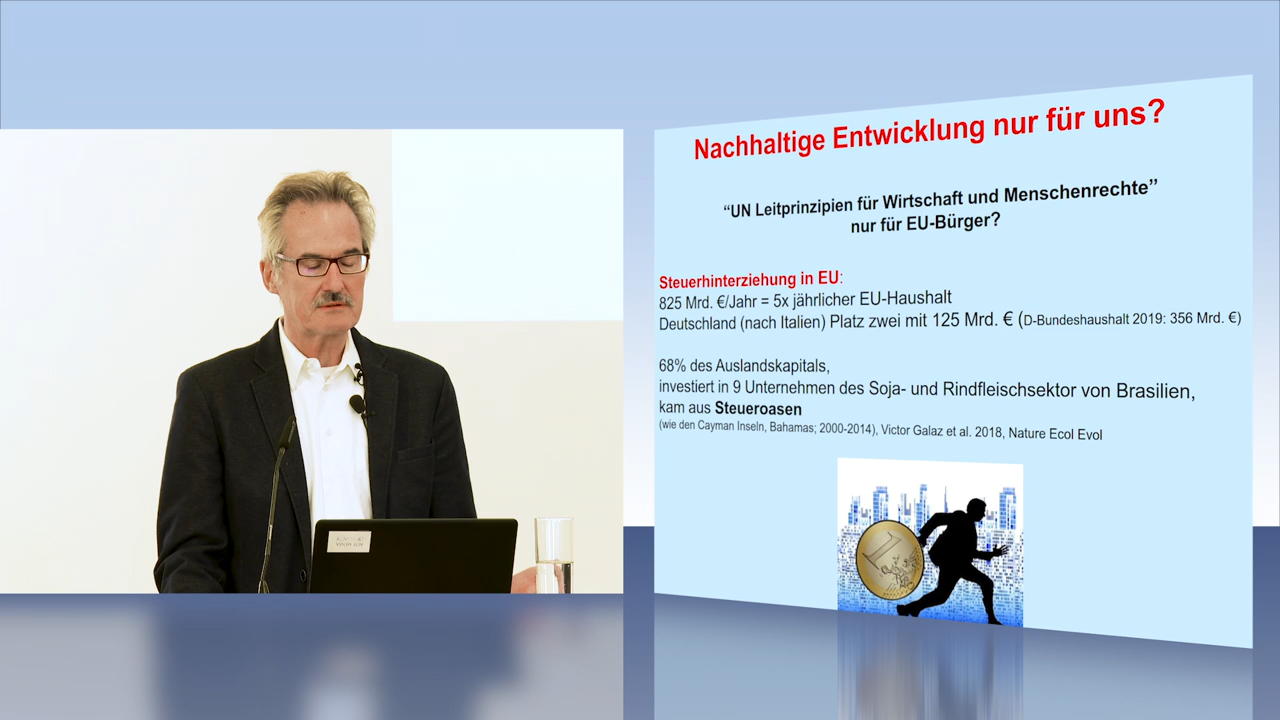 Nachhaltige Entwicklung nur für uns?
“UN Leitprinzipien für Wirtschaft und Menschenrechte”
nur für EU-Bürger?
Steuerhinterziehung in EU:
825 Mrd. €/Jahr = 5x jährlicher EU-Haushalt
Deutschland (nach Italien) Platz zwei mit 125 Mrd. € (D-Bundeshaushalt 2019: 356 Mrd. €)
68% des Auslandskapitals,
investiert in 9 Unternehmen des Soja- und Rindfleischsektor von Brasilien,
kam aus Steueroasen
(wie den Cayman Inseln, Bahamas; 2000-2014), Victor Galaz et al. 2018, Nature Ecol Evol